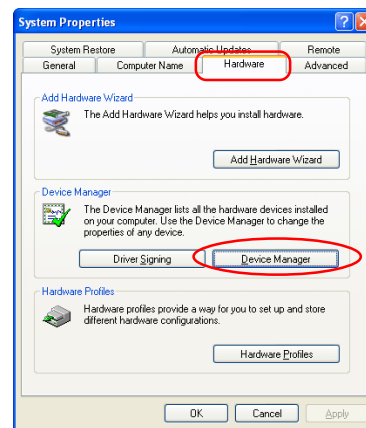 System Properties
System Restore Automatic Updates Remote
General Computer Name Hardware Advanced
Add Hardware Wizard
The Add Hardware Wizard helps you install hardware.
Add Hardware Wizard
Device Manager
The Device Manager lists all the hardware devices installed
on your computer. Use the Device Manager to change the
properties of any device.
Driver Signing Device Manager
Hardware Profiles
Hardware profiles provide a way for you to set up and store
different hardware configurations.
Hardware Profiles
OK Cancel Apply